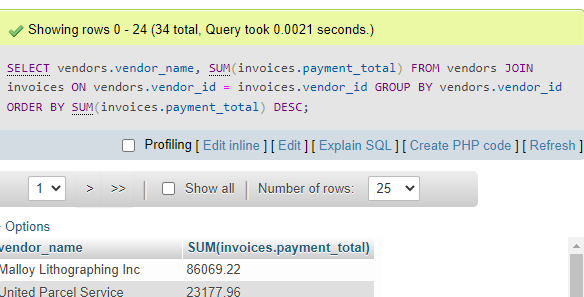 Showing rows 0 - 24 (34 total, Query took 0.0021 seconds.)
SELECT vendors.vendor_name, SUM(invoices.payment_total) FROM vendors JOIN
invoices ON vendors.vendor_id = invoices.vendor_id GROUP BY vendors.vendor_id
ORDER BY SUM(invoices.payment_total) DESC;
Profiling [ Edit inline ] [ Edit ] [ Explain SQL ] [ Create PHP code ] [ Refresh ]
1 > >> Show all Number of rows: 25
Options
vendor_name SUM(invoices.payment_total)
Malloy Lithographing Inc 86069.22
United Parcel Service 23177.96